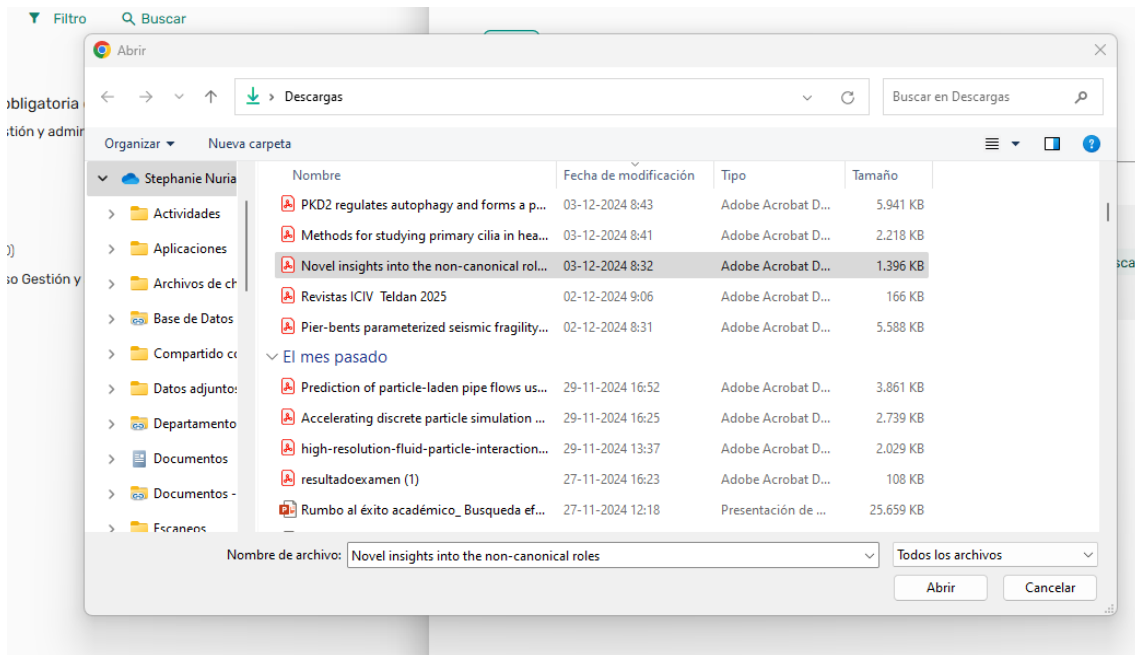 Filtro Buscar
Abrir
Descargas Buscar en Descargas
obligatoria
stión y admir
Organizar Nueva carpeta
Nombre Fecha de modificación Tipo Tamaño
Stephanie Nuria
Actividades PKD2 regulates autophagy and forms a p... 03-12-2024 8:43 Adobe Acrobat D... 5.941 KB
Methods for studying primary cilia in hea... 03-12-2024 8:41 Adobe Acrobat D... 2.218 KB
Aplicaciones Novel insights into the non-canonical rol... 03-12-2024 8:32 Adobe Acrobat D... 1.396 KB
so Gestión y
Archivos de ch Revistas ICIV Teldan 2025 02-12-2024 9:06 Adobe Acrobat D... 166 KB
Base de Datos Pier-bents parameterized seismic fragility... 02-12-2024 8:31 Adobe Acrobat D... 5.588 KB
Compartido co El mes pasado
Datos adjuntos Prediction of particle-laden pipe flows us... 29-11-2024 16:52 Adobe Acrobat D... 3.861 KB
Departamento Accelerating discrete particle simulation ... 29-11-2024 16:25 Adobe Acrobat D... 2.739 KB
Documentos high-resolution-fluid-particle-interaction... 29-11-2024 13:37 Adobe Acrobat D... 2.029 KB
resultadoexamen (1) 27-11-2024 16:23 Adobe Acrobat D... 108 KB
Documentos - Rumbo al éxito académico_ Busqueda ef... 27-11-2024 12:18 Presentación de ... 25.659 KB
Escaneos
Nombre de archivo: Novel insights into the non-canonical roles Todos los archivos
Abrir Cancelar